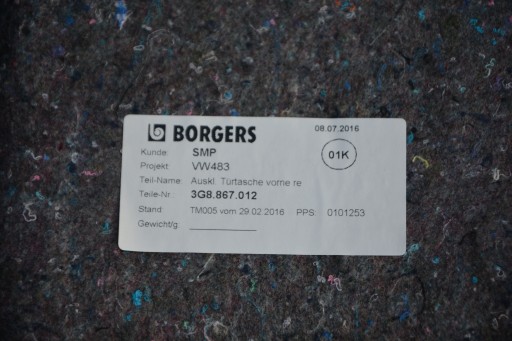 BORGERS 08.07.2016
Kunde: SMP 01K
Projekt: VW483
Teil-Name: Auskl. Türtasche vorne re
Teile-Nr.: 3G8.867.012
Stand: TM005 vom 29.02.2016 PPS: 0101253
Gewicht/g: